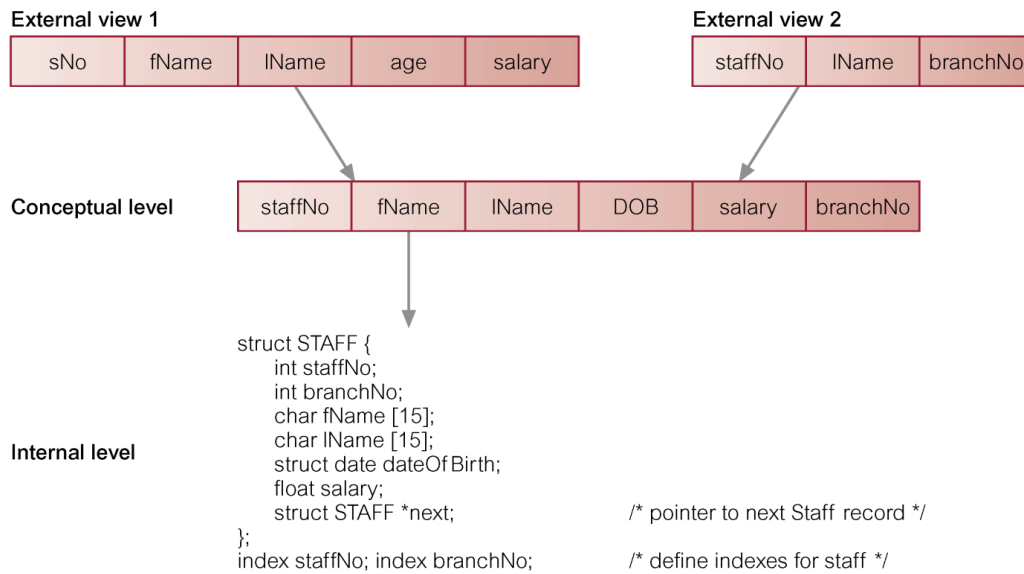 External view 1 External view 2
sNo fName lName age salary staffNo lName branchNo
Conceptual level staffNo fName lName DOB salary branchNo
struct STAFF {
int staffNo;
int branchNo;
char fName [15];
char lName [15];
Internal level
struct date dateOfBirth;
float salary;
struct STAFF *next; /* pointer to next Staff record */
};
index staffNo; index branchNo; /* define indexes for staff */